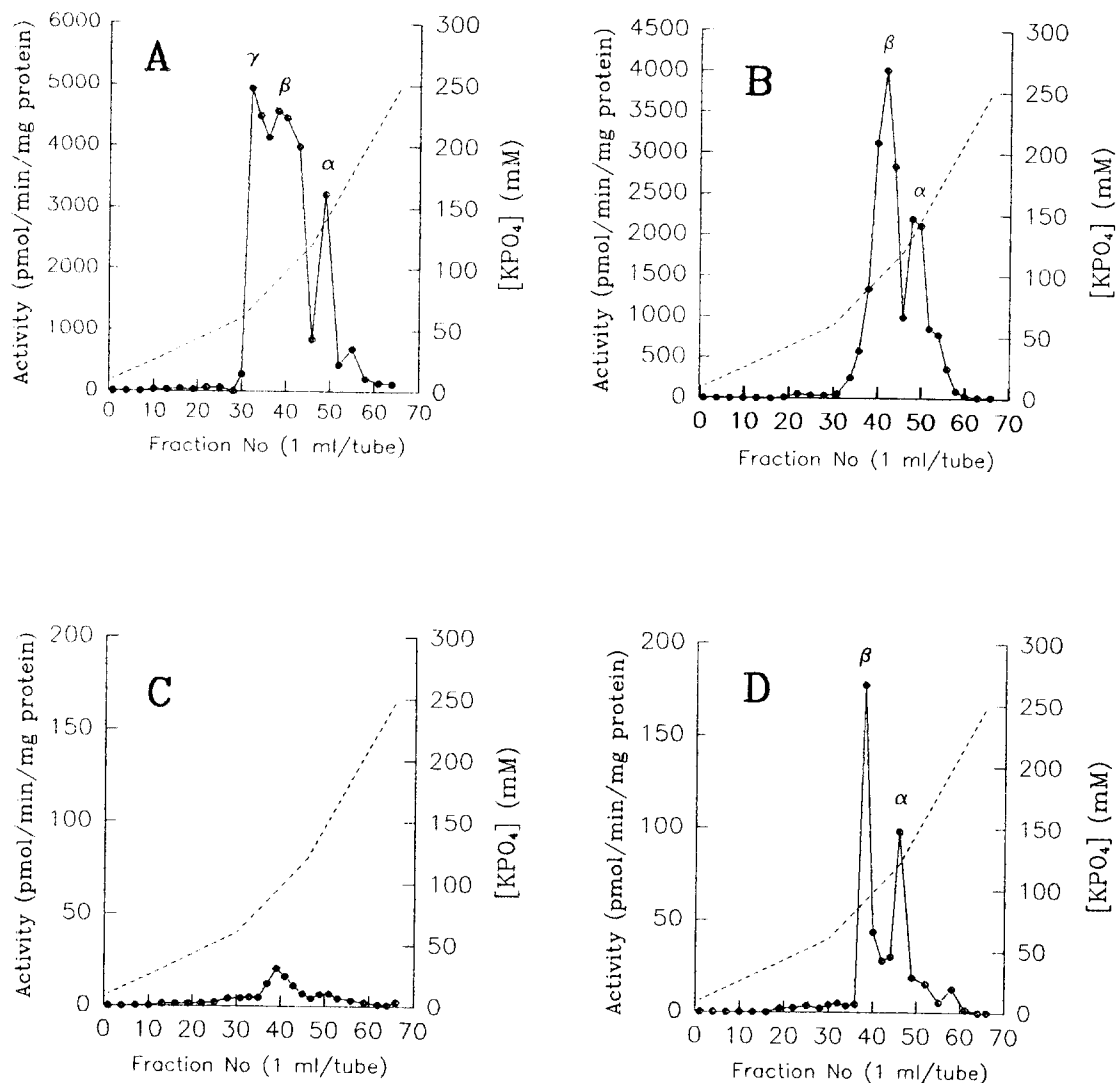 A
γ
β
α
6000
5000
4000
3000
2000
1000
0
300
250
200
150
100
50
0
0 10 20 30 40 50 60 70
Activity (pmol/min/mg protein)
[KPO₄] (mM)
Fraction No (1 ml/tube)
B
β
α
4500
4000
3500
3000
2500
2000
1500
1000
500
0
300
250
200
150
100
50
0
0 10 20 30 40 50 60 70
Activity (pmol/min/mg protein)
[KPO₄] (mM)
Fraction No (1 ml/tube)
C
200
150
100
50
0
300
250
200
150
100
50
0
0 10 20 30 40 50 60 70
Activity (pmol/min/mg protein)
[KPO₄] (mM)
Fraction No (1 ml/tube)
D
β
α
200
150
100
50
0
300
250
200
150
100
50
0
0 10 20 30 40 50 60 70
Activity (pmol/min/mg protein)
[KPO₄] (mM)
Fraction No (1 ml/tube)